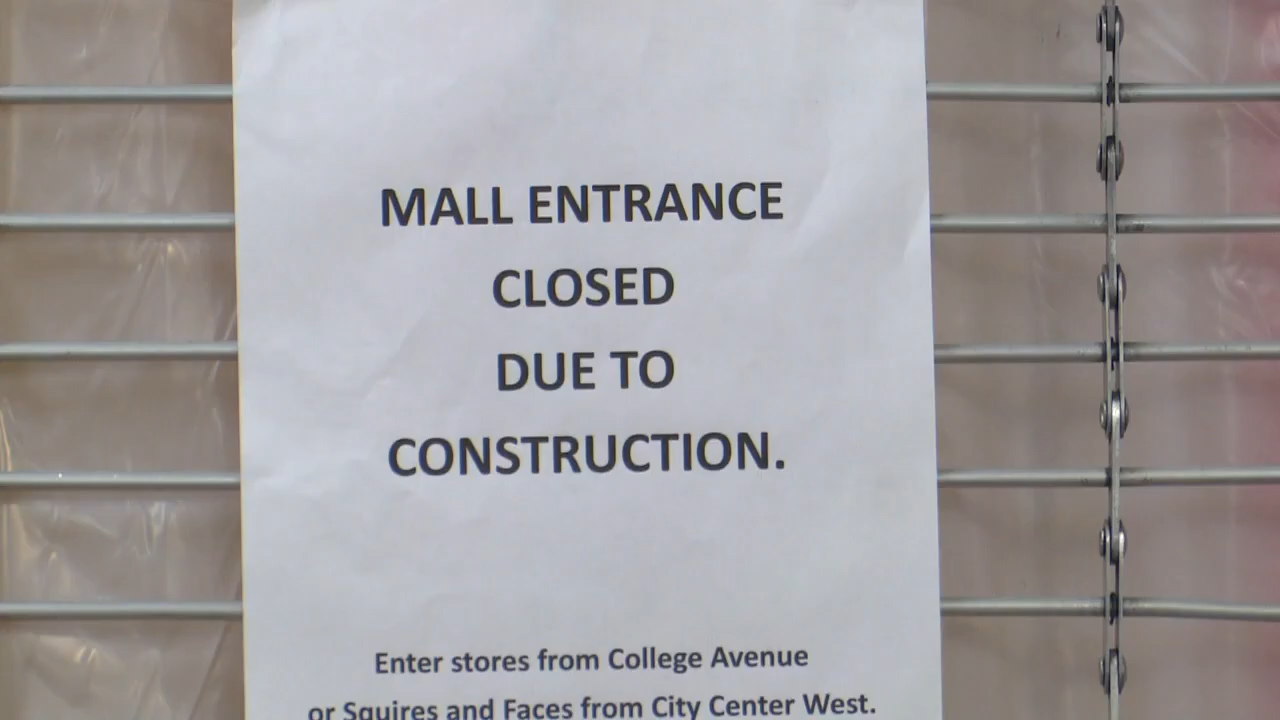 MALL ENTRANCE
CLOSED
DUE TO
CONSTRUCTION.
Enter stores from College Avenue
or Squires and Faces from City Center West.